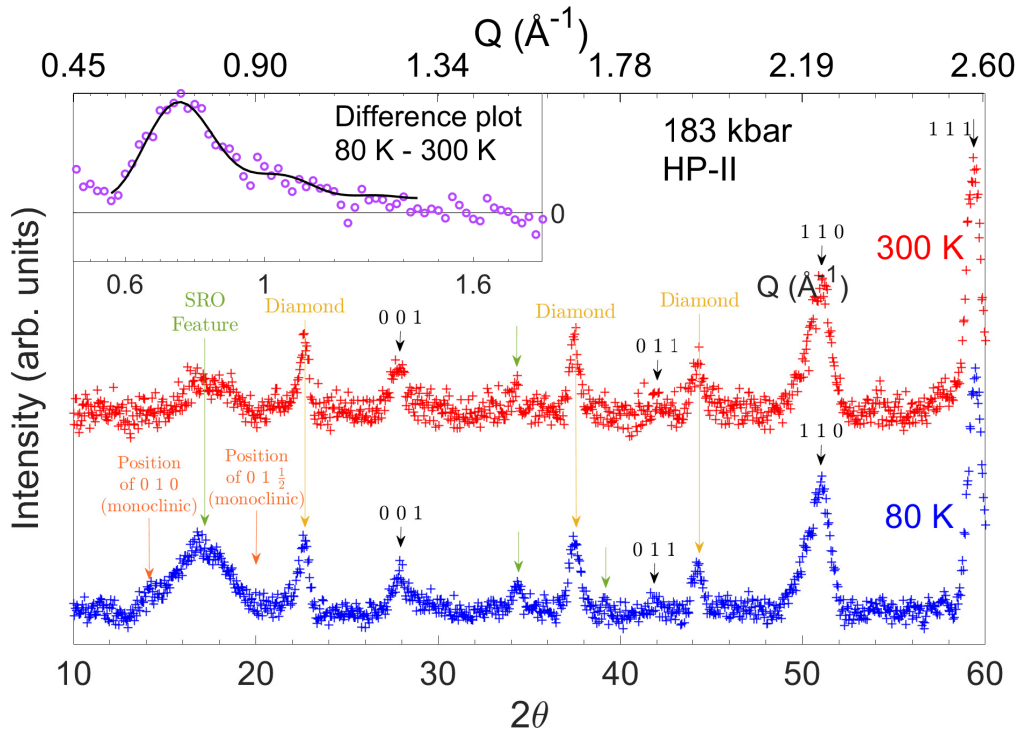 Q (Å-1)
0.45 0.90 1.34 1.78 2.19 2.60
Difference plot
80 K - 300 K
0
0.6 1 1.6
Q (Å-1)
183 kbar
HP-II
1 1 1
300 K
1 1 0
SRO
Feature
Diamond
0 0 1
Diamond
0 1 1
Diamond
Position
of 0 1 0
(monoclinic)
Position
of 0 1 1/2
(monoclinic)
0 0 1
0 1 1
1 1 0
80 K
Intensity (arb. units)
10 20 30 40 50 60
2θ